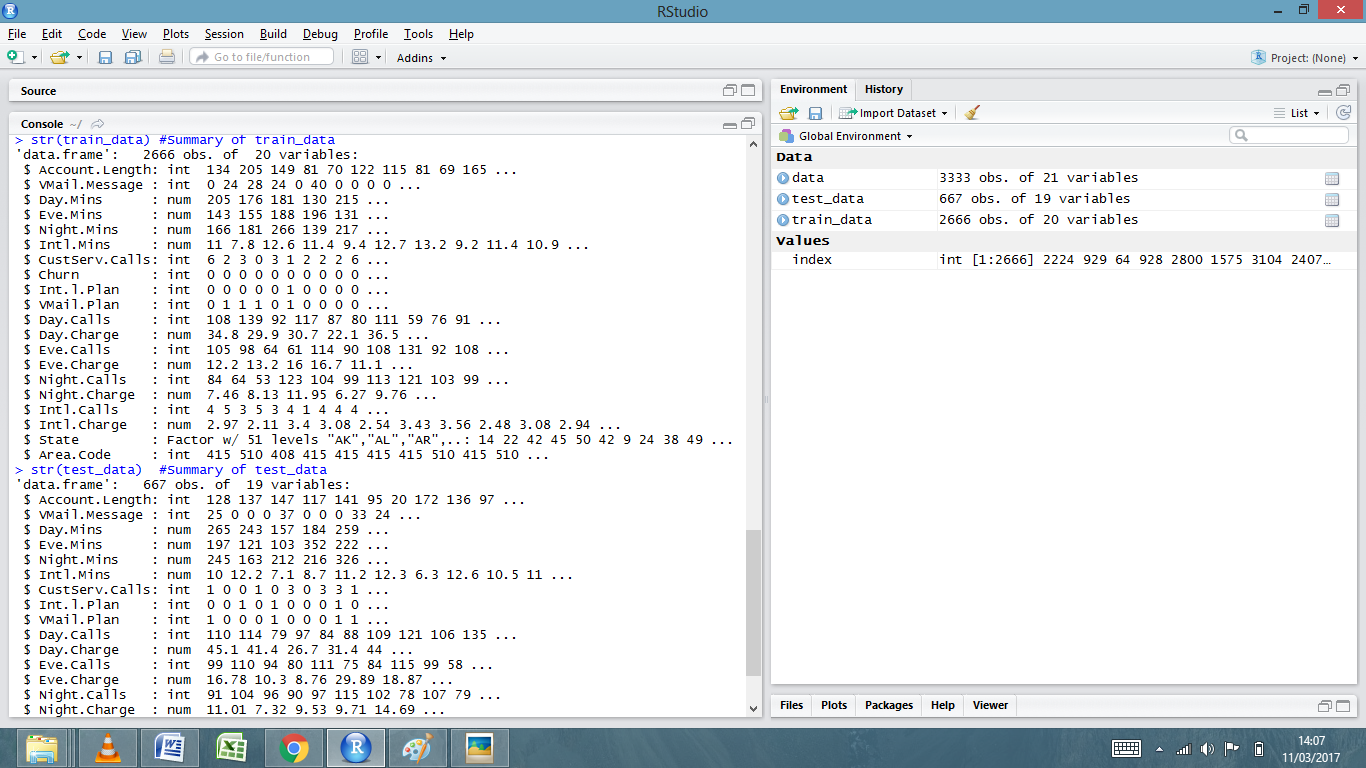 RStudio
File Edit Code View Plots Session Build Debug Profile Tools Help
Go to file/function Addins Project: (None)
Source
Console ~/
> str(train_data) #Summary of train_data
'data.frame': 2666 obs. of 20 variables:
$ Account.Length: int 134 205 149 81 70 122 115 81 69 165 ...
$ VMail.Message : int 0 24 28 24 0 40 0 0 0 0 ...
$ Day.Mins : num 205 176 181 130 215 ...
$ Eve.Mins : num 143 155 188 196 131 ...
$ Night.Mins : num 166 181 266 139 217 ...
$ Intl.Mins : num 11 7.8 12.6 11.4 9.4 12.7 13.2 9.2 11.4 10.9 ...
$ CustServ.Calls: int 6 2 3 0 3 1 2 2 2 6 ...
$ Churn : int 0 0 0 0 0 0 0 0 0 0 ...
$ Int.l.Plan : int 0 0 0 0 0 1 0 0 0 0 ...
$ VMail.Plan : int 0 1 1 1 0 1 0 0 0 0 ...
$ Day.Calls : int 108 139 92 117 87 80 111 59 76 91 ...
$ Day.Charge : num 34.8 29.9 30.7 22.1 36.5 ...
$ Eve.Calls : int 105 98 64 61 114 90 108 131 92 108 ...
$ Eve.Charge : num 12.2 13.2 16 16.7 11.1 ...
$ Night.Calls : int 84 64 53 123 104 99 113 121 103 99 ...
$ Night.Charge : num 7.46 8.13 11.95 6.27 9.76 ...
$ Intl.Calls : int 4 5 3 5 3 4 1 4 4 4 ...
$ Intl.Charge : num 2.97 2.11 3.4 3.08 2.54 3.43 3.56 2.48 3.08 2.94 ...
$ State : Factor w/ 51 levels "AK","AL","AR",..: 14 22 42 45 50 42 9 24 38 49 ...
$ Area.Code : int 415 510 408 415 415 415 415 510 415 510 ...
> str(test_data) #Summary of test_data
'data.frame': 667 obs. of 19 variables:
$ Account.Length: int 128 137 147 117 141 95 20 172 136 97 ...
$ VMail.Message : int 25 0 0 0 37 0 0 0 33 24 ...
$ Day.Mins : num 265 243 157 184 259 ...
$ Eve.Mins : num 197 121 103 352 222 ...
$ Night.Mins : num 245 163 212 216 326 ...
$ Intl.Mins : num 10 12.2 7.1 8.7 11.2 12.3 6.3 12.6 10.5 11 ...
$ CustServ.Calls: int 1 0 0 1 0 3 0 3 3 1 ...
$ Int.l.Plan : int 0 0 1 0 1 0 0 0 1 0 ...
$ VMail.Plan : int 1 0 0 0 1 0 0 0 1 1 ...
$ Day.Calls : int 110 114 79 97 84 88 109 121 106 135 ...
$ Day.Charge : num 45.1 41.4 26.7 31.4 44 ...
$ Eve.Calls : int 99 110 94 80 111 75 84 115 99 58 ...
$ Eve.Charge : num 16.78 10.3 8.76 29.89 18.87 ...
$ Night.Calls : int 91 104 96 90 97 115 102 78 107 79 ...
$ Night.Charge : num 11.01 7.32 9.53 9.71 14.69 ...
Environment History
Import Dataset List
Global Environment
Data
data 3333 obs. of 21 variables
test_data 667 obs. of 19 variables
train_data 2666 obs. of 20 variables
Values
index int [1:2666] 2224 929 64 928 2800 1575 3104 2407…
Files Plots Packages Help Viewer
14:07
11/03/2017